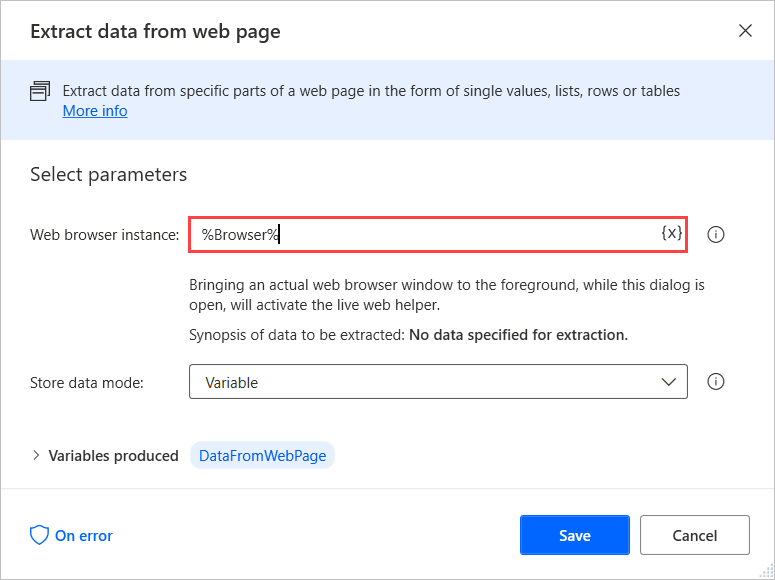 Extract data from web page
Extract data from specific parts of a web page in the form of single values, lists, rows or tables
More info
Select parameters
Web browser instance: %Browser% {x}
Bringing an actual web browser window to the foreground, while this dialog is
open, will activate the live web helper.
Synopsis of data to be extracted: No data specified for extraction.
Store data mode: Variable
Variables produced DataFromWebPage
On error Save Cancel